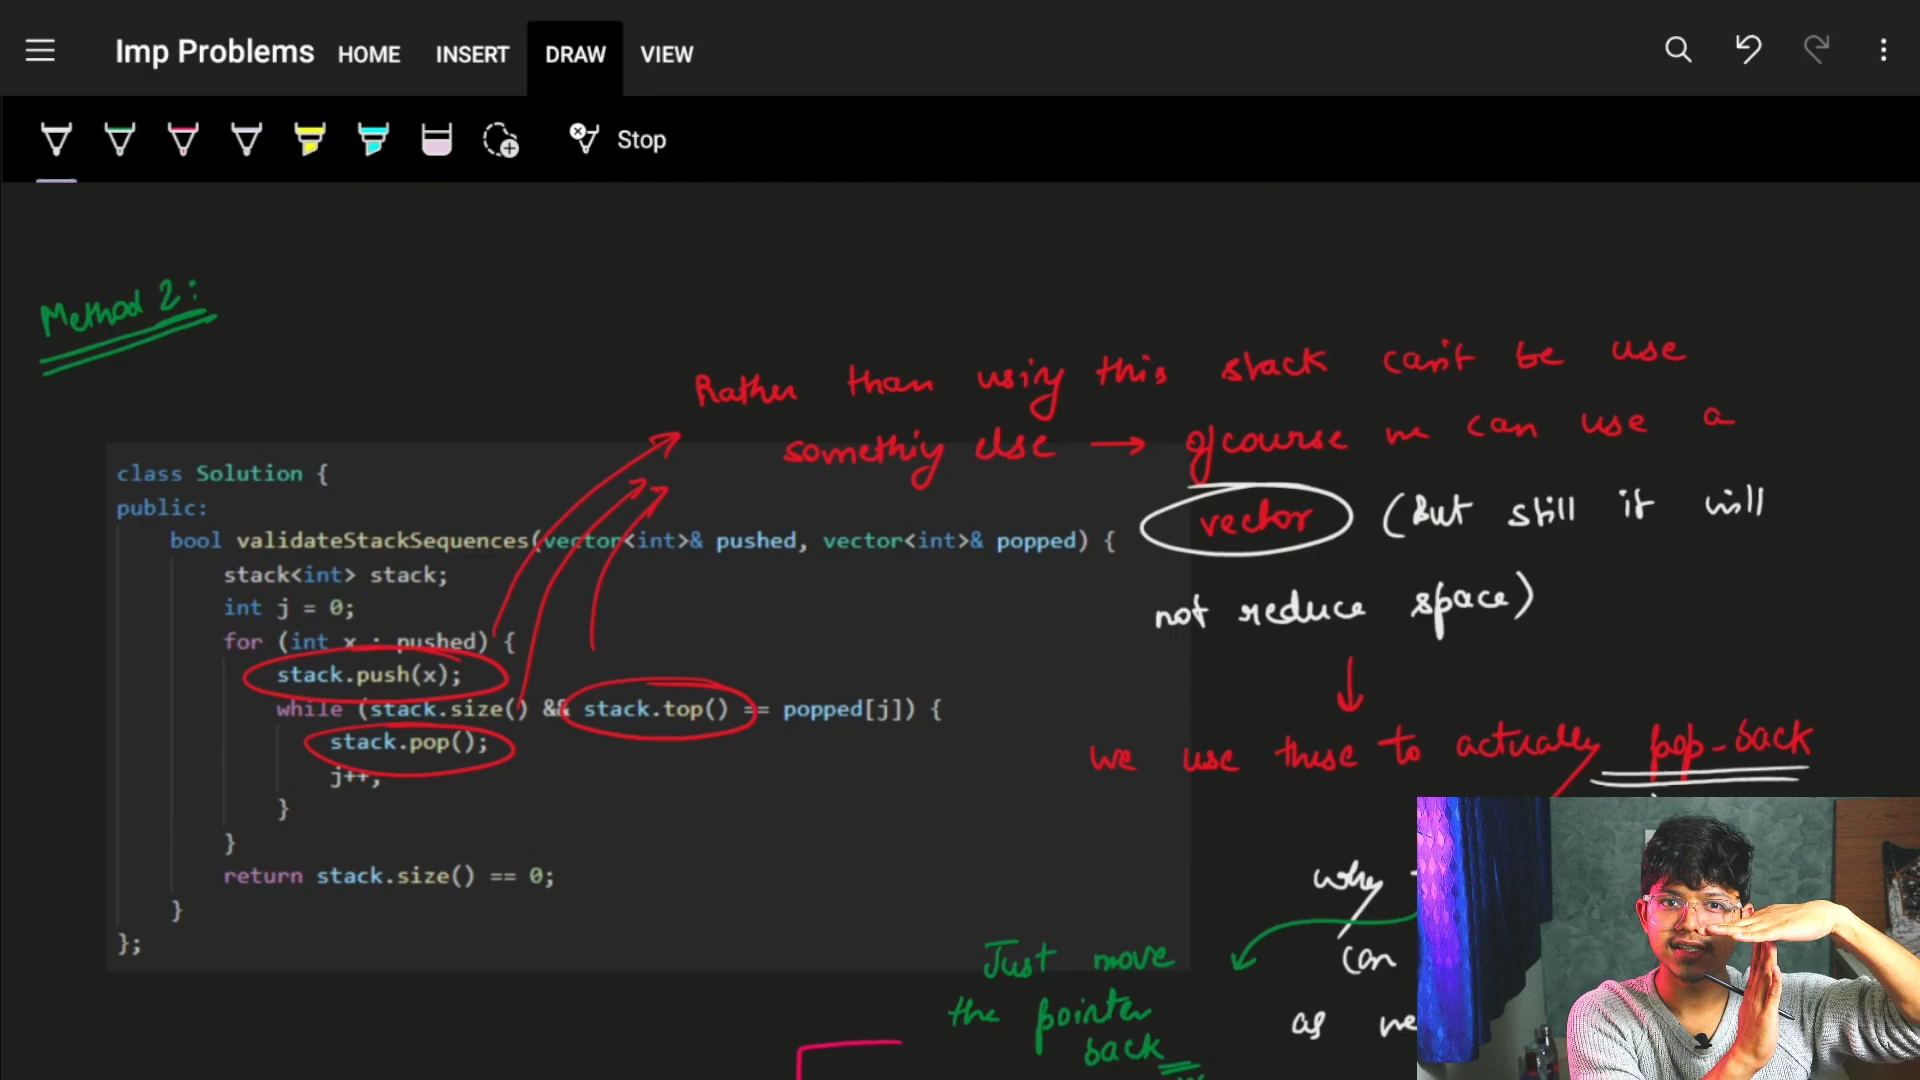 Imp Problems HOME INSERT DRAW VIEW
Stop
Method 2:
Rather than using this stack can't be use
somethig else → ofcourse we can use a
vector (But still it will
not reduce space)
we use these to actually pop-back
class Solution {
public:
bool validateStackSequences(vector<int>& pushed, vector<int>& popped) {
stack<int> stack;
int j = 0;
for (int x : pushed) {
stack.push(x);
while (stack.size() && stack.top() == popped[j]) {
stack.pop();
j++;
}
}
return stack.size() == 0;
}
};
why
can
as
Just move
the pointer
back